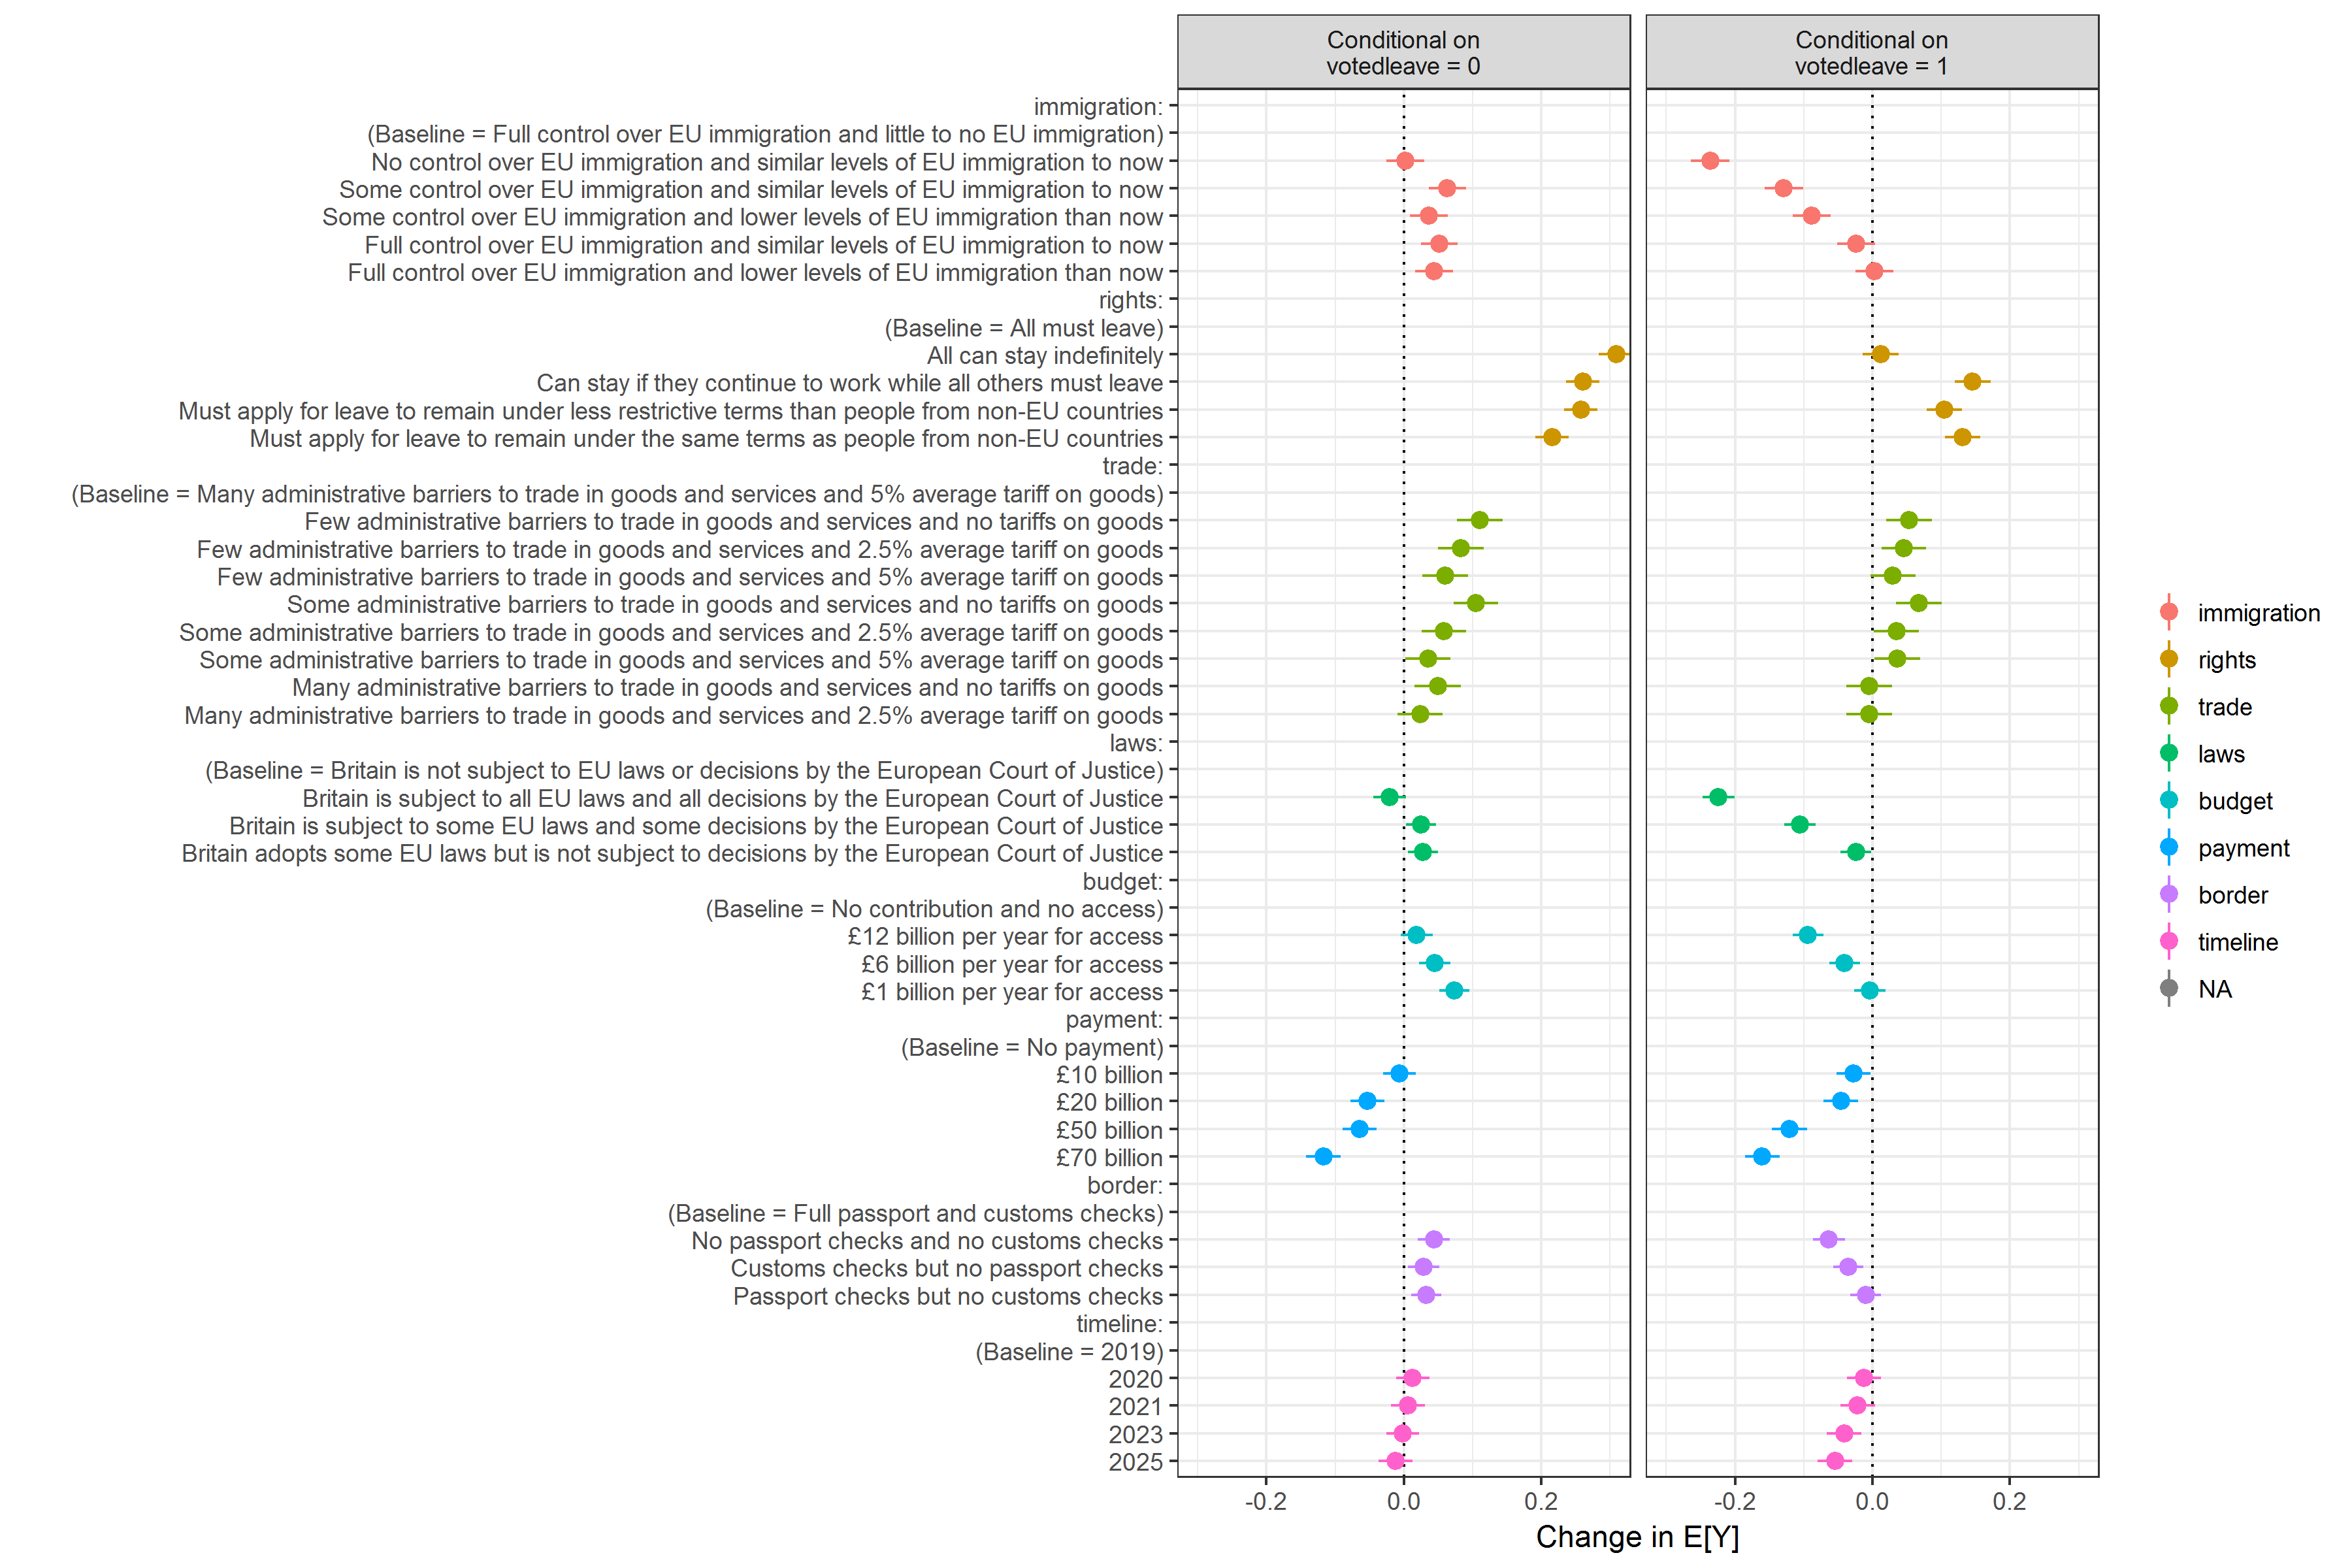 Conditional on
votedleave = 0
Conditional on
votedleave = 1
immigration:
(Baseline = Full control over EU immigration and little to no EU immigration)
No control over EU immigration and similar levels of EU immigration to now
Some control over EU immigration and similar levels of EU immigration to now
Some control over EU immigration and lower levels of EU immigration than now
Full control over EU immigration and similar levels of EU immigration to now
Full control over EU immigration and lower levels of EU immigration than now
rights:
(Baseline = All must leave)
All can stay indefinitely
Can stay if they continue to work while all others must leave
Must apply for leave to remain under less restrictive terms than people from non-EU countries
Must apply for leave to remain under the same terms as people from non-EU countries
trade:
(Baseline = Many administrative barriers to trade in goods and services and 5% average tariff on goods)
Few administrative barriers to trade in goods and services and no tariffs on goods
Few administrative barriers to trade in goods and services and 2.5% average tariff on goods
Few administrative barriers to trade in goods and services and 5% average tariff on goods
Some administrative barriers to trade in goods and services and no tariffs on goods
Some administrative barriers to trade in goods and services and 2.5% average tariff on goods
Some administrative barriers to trade in goods and services and 5% average tariff on goods
Many administrative barriers to trade in goods and services and no tariffs on goods
Many administrative barriers to trade in goods and services and 2.5% average tariff on goods
laws:
(Baseline = Britain is not subject to EU laws or decisions by the European Court of Justice)
Britain is subject to all EU laws and all decisions by the European Court of Justice
Britain is subject to some EU laws and some decisions by the European Court of Justice
Britain adopts some EU laws but is not subject to decisions by the European Court of Justice
budget:
(Baseline = No contribution and no access)
£12 billion per year for access
£6 billion per year for access
£1 billion per year for access
payment:
(Baseline = No payment)
£10 billion
£20 billion
£50 billion
£70 billion
border:
(Baseline = Full passport and customs checks)
No passport checks and no customs checks
Customs checks but no passport checks
Passport checks but no customs checks
timeline:
(Baseline = 2019)
2020
2021
2023
2025
-0.2 0.0 0.2 -0.2 0.0 0.2
Change in E[Y]
immigration
rights
trade
laws
budget
payment
border
timeline
NA